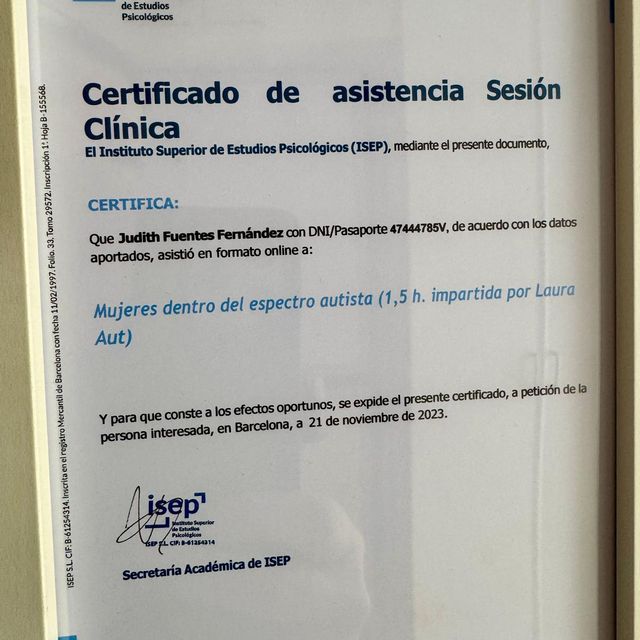 de Estudios
Psicológicos
Certificado de asistencia Sesión
Clínica
El Instituto Superior de Estudios Psicológicos (ISEP), mediante el presente documento,
CERTIFICA:
Que Judith Fuentes Fernández con DNI/Pasaporte 47444785V, de acuerdo con los datos
aportados, asistió en formato online a:
Mujeres dentro del espectro autista (1,5 h. impartida por Laura
Aut)
Y para que conste a los efectos oportunos, se expide el presente certificado, a petición de la
persona interesada, en Barcelona, a 21 de noviembre de 2023.
isep
Instituto Superior
de Estudios
Psicológicos
ISEP S.L. CIF: B-61254314
Secretaría Académica de ISEP
ISEP S.L. CIF: B-61254314. Inscrita en el registro Mercantil de Barcelona con fecha 11/02/1997. Folio. 33. Tomo 29572. Inscripción 1ª. Hoja B- 155568.